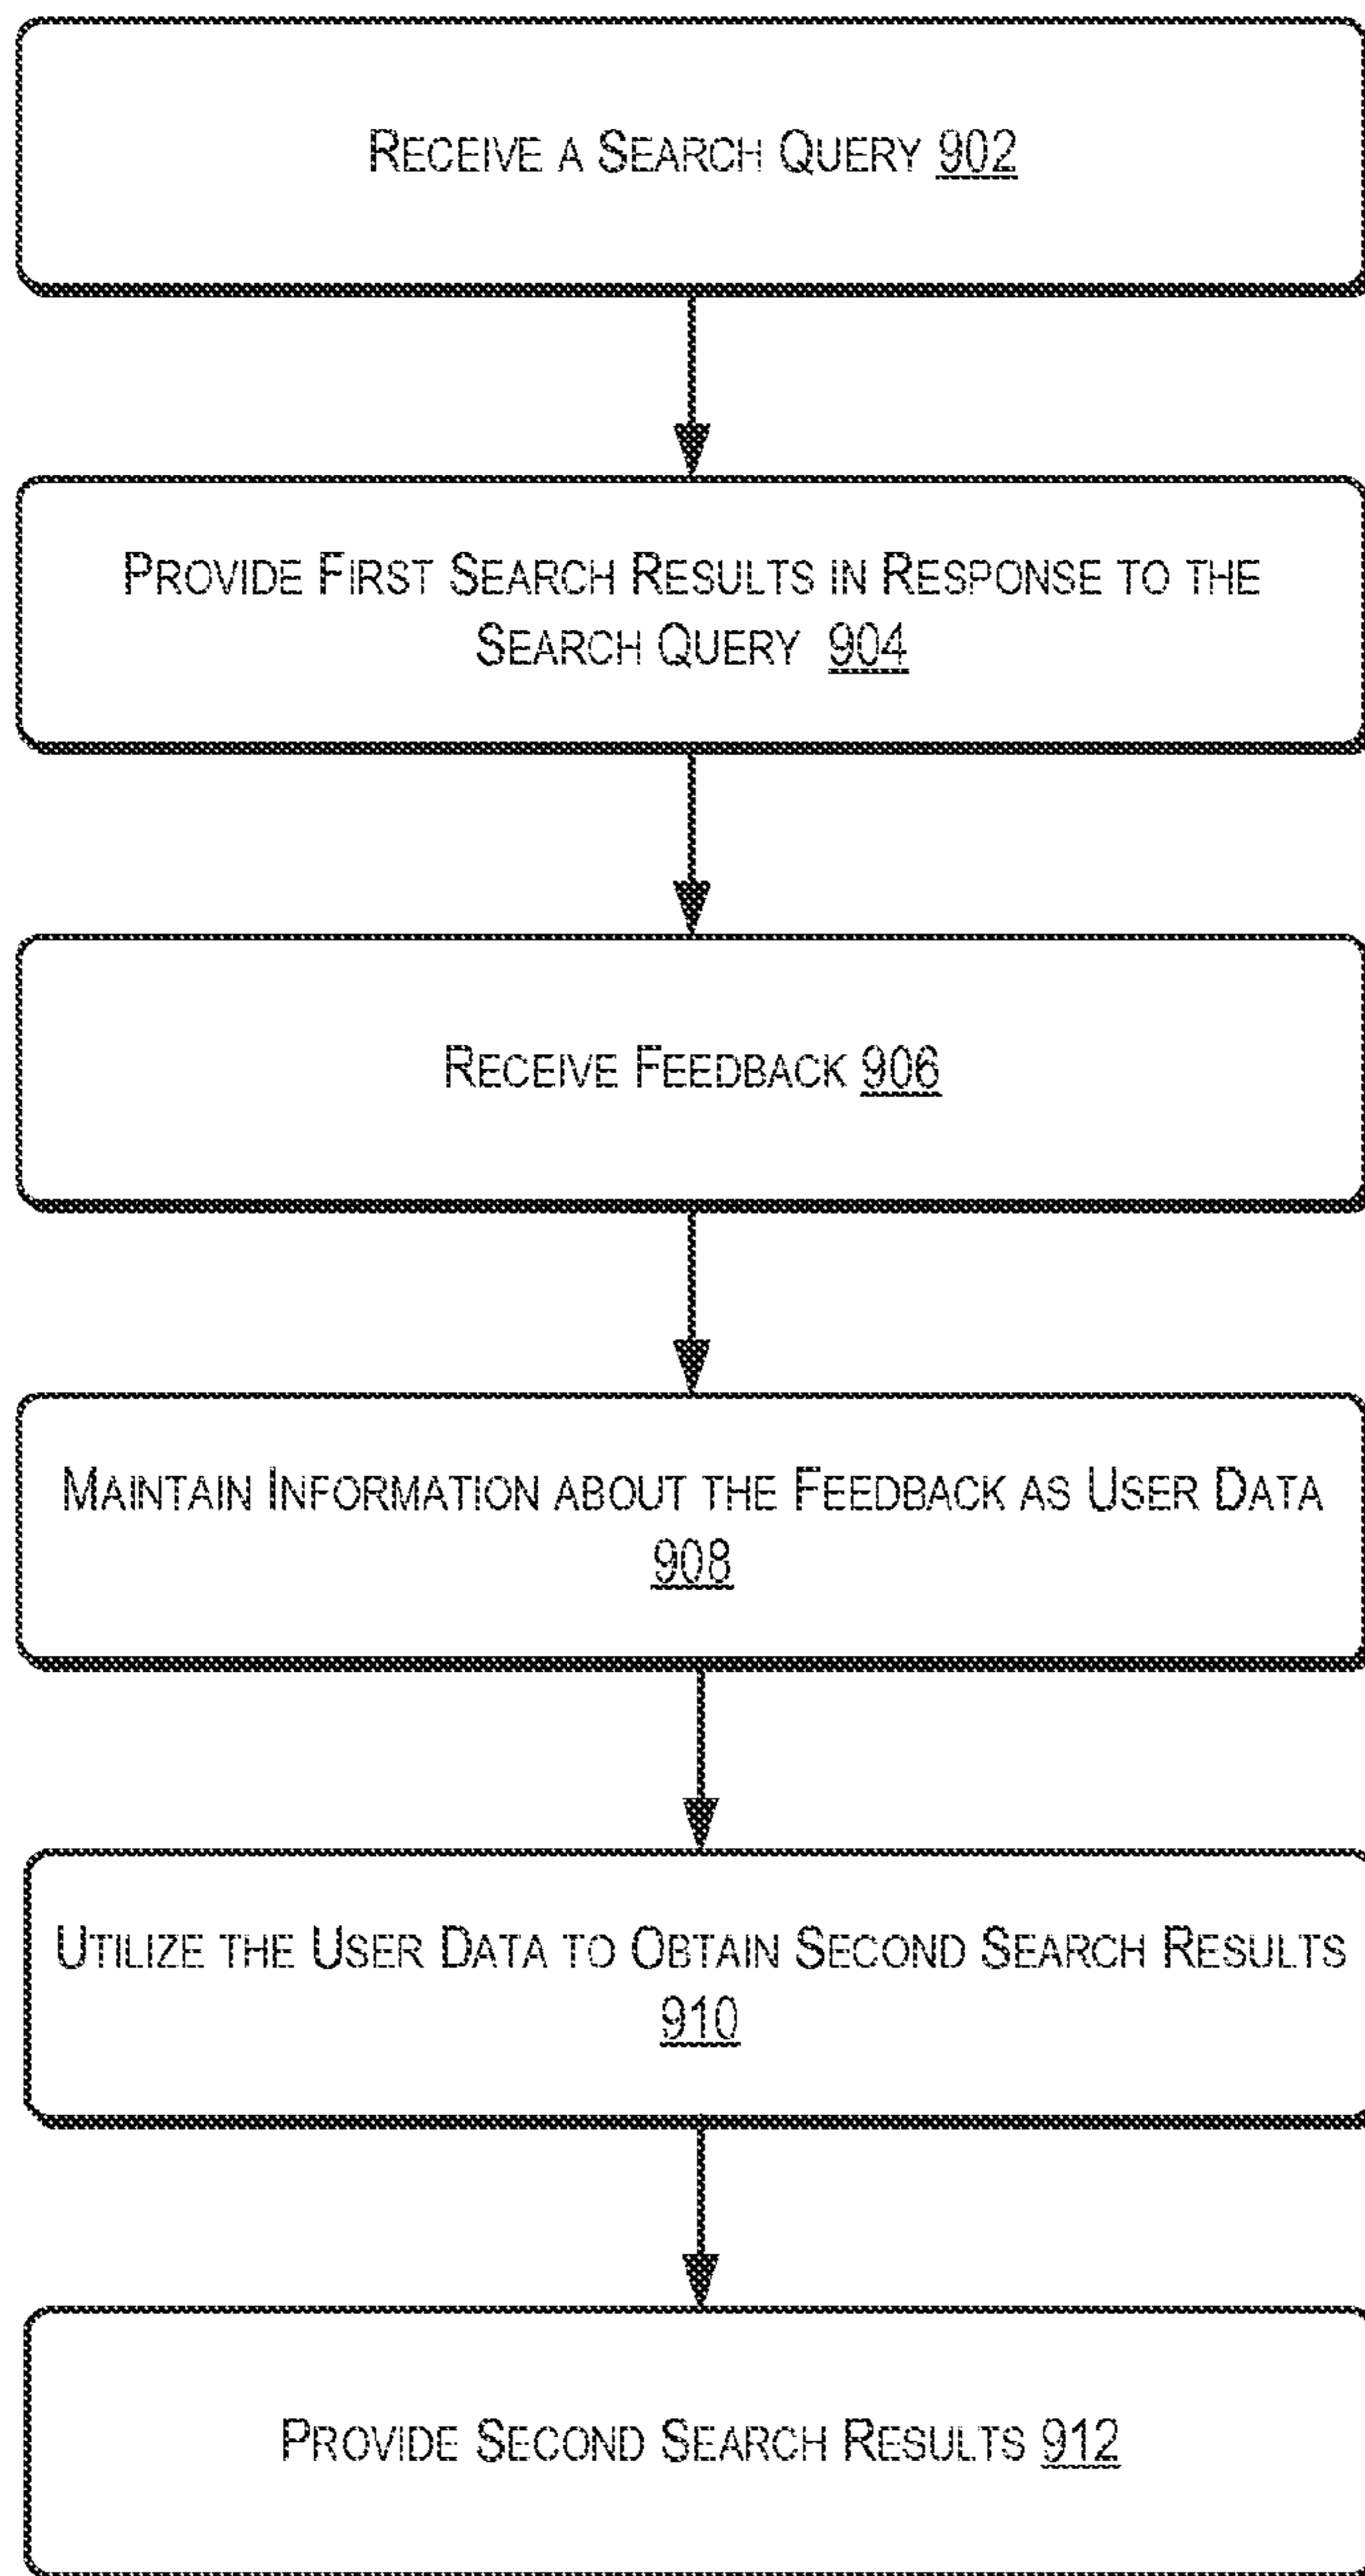 RECEIVE A SEARCH QUERY 902
PROVIDE FIRST SEARCH RESULTS IN RESPONSE TO THE
SEARCH QUERY 904
RECEIVE FEEDBACK 906
MAINTAIN INFORMATION ABOUT THE FEEDBACK AS USER DATA
908
UTILIZE THE USER DATA TO OBTAIN SECOND SEARCH RESULTS
910
PROVIDE SECOND SEARCH RESULTS 912